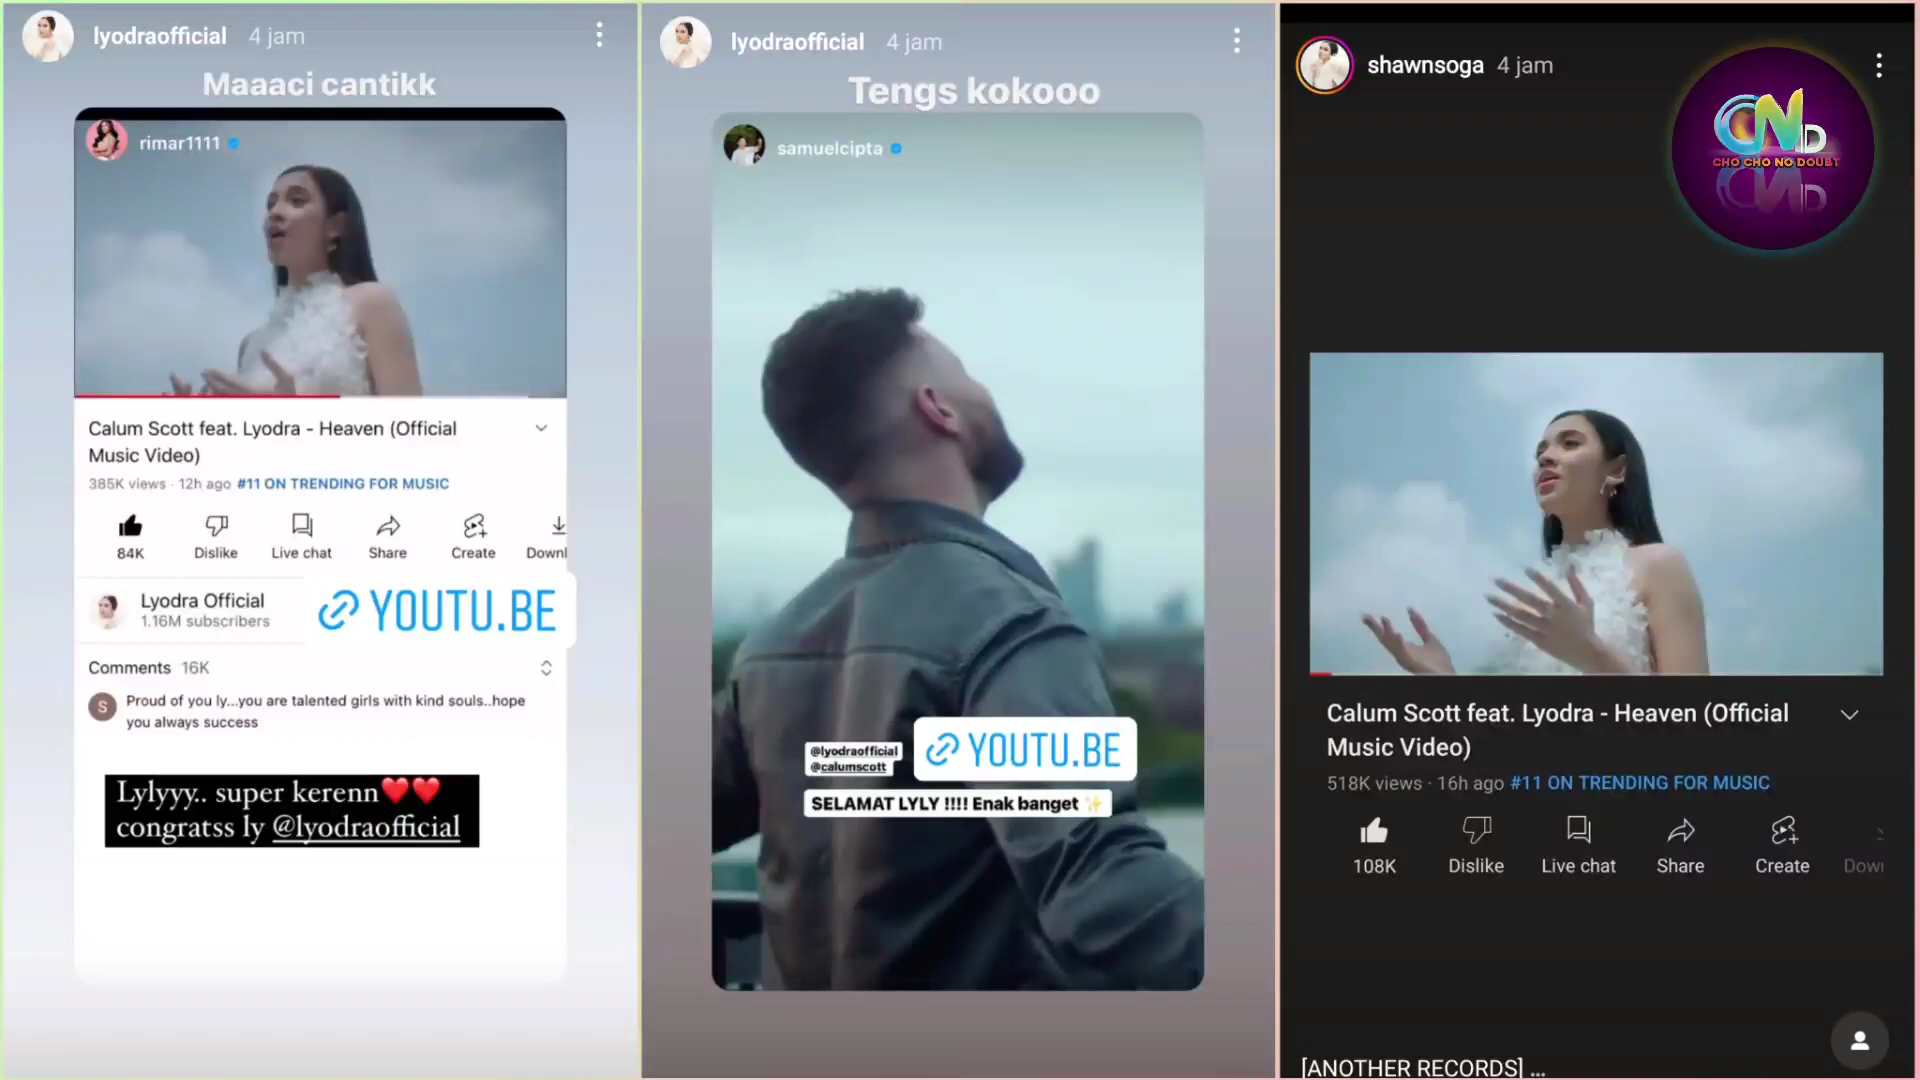 lyodraofficial 4 jam
Maaaci cantikk
rimar1111
Calum Scott feat. Lyodra - Heaven (Official
Music Video)
385K views · 12h ago #11 ON TRENDING FOR MUSIC
84K Dislike Live chat Share Create Downl
Lyodra Official
1.16M subscribers
YOUTU.BE
Comments 16K
S
Proud of you ly...you are talented girls with kind souls..hope
you always success
Lylyyy.. super kerenn❤️❤️
congratss ly @lyodraofficial
lyodraofficial 4 jam
Tengs kokooo
samuelcipta
@lyodraofficial
@calumscott
YOUTU.BE
SELAMAT LYLY !!!! Enak banget ✨
shawnsoga 4 jam
CND
CHO CHO NO DOUBT
Calum Scott feat. Lyodra - Heaven (Official
Music Video)
518K views · 16h ago #11 ON TRENDING FOR MUSIC
108K Dislike Live chat Share Create Dow
[ANOTHER RECORDS] ...